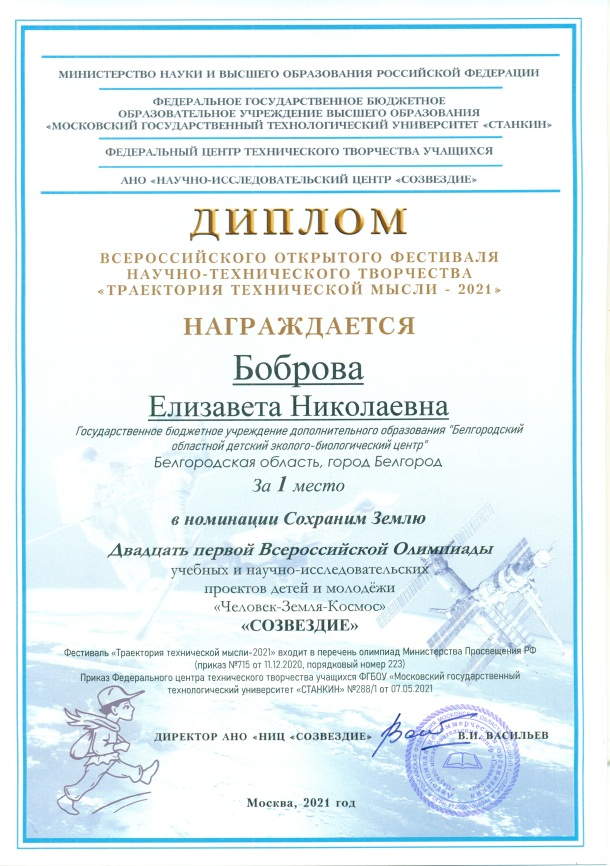 МИНИСТЕРСТВО НАУКИ И ВЫСШЕГО ОБРАЗОВАНИЯ РОССИЙСКОЙ ФЕДЕРАЦИИ
ФЕДЕРАЛЬНОЕ ГОСУДАРСТВЕННОЕ БЮДЖЕТНОЕ
ОБРАЗОВАТЕЛЬНОЕ УЧРЕЖДЕНИЕ ВЫСШЕГО ОБРАЗОВАНИЯ
«МОСКОВСКИЙ ГОСУДАРСТВЕННЫЙ ТЕХНОЛОГИЧЕСКИЙ УНИВЕРСИТЕТ «СТАНКИН»
ФЕДЕРАЛЬНЫЙ ЦЕНТР ТЕХНИЧЕСКОГО ТВОРЧЕСТВА УЧАЩИХСЯ
АНО «НАУЧНО-ИССЛЕДОВАТЕЛЬСКИЙ ЦЕНТР «СОЗВЕЗДИЕ»
ДИПЛОМ
ВСЕРОССИЙСКОГО ОТКРЫТОГО ФЕСТИВАЛЯ
НАУЧНО-ТЕХНИЧЕСКОГО ТВОРЧЕСТВА
«ТРАЕКТОРИЯ ТЕХНИЧЕСКОЙ МЫСЛИ - 2021»
НАГРАЖДАЕТСЯ
Боброва
Елизавета Николаевна
Государственное бюджетное учреждение дополнительного образования "Белгородский
областной детский эколого-биологический центр"
Белгородская область, город Белгород
За 1 место
в номинации Сохраним Землю
Двадцать первой Всероссийской Олимпиады
учебных и научно-исследовательских
проектов детей и молодёжи
«Человек-Земля-Космос»
«СОЗВЕЗДИЕ»
Фестиваль «Траектория технической мысли-2021» входит в перечень олимпиад Министерства Просвещения РФ
(приказ №715 от 11.12.2020, порядковый номер 223)
Приказ Федерального центра технического творчества учащихся ФГБОУ «Московский государственный
технологический университет «СТАНКИН» №288/1 от 07.05.2021
ДИРЕКТОР АНО «НИЦ «СОЗВЕЗДИЕ» В.И. ВАСИЛЬЕВ
Москва, 2021 год